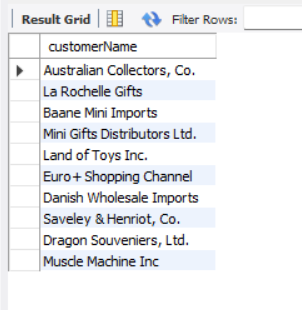 Result Grid Filter Rows:
customerName
Australian Collectors, Co.
La Rochelle Gifts
Baane Mini Imports
Mini Gifts Distributors Ltd.
Land of Toys Inc.
Euro+ Shopping Channel
Danish Wholesale Imports
Saveley & Henriot, Co.
Dragon Souveniers, Ltd.
Muscle Machine Inc